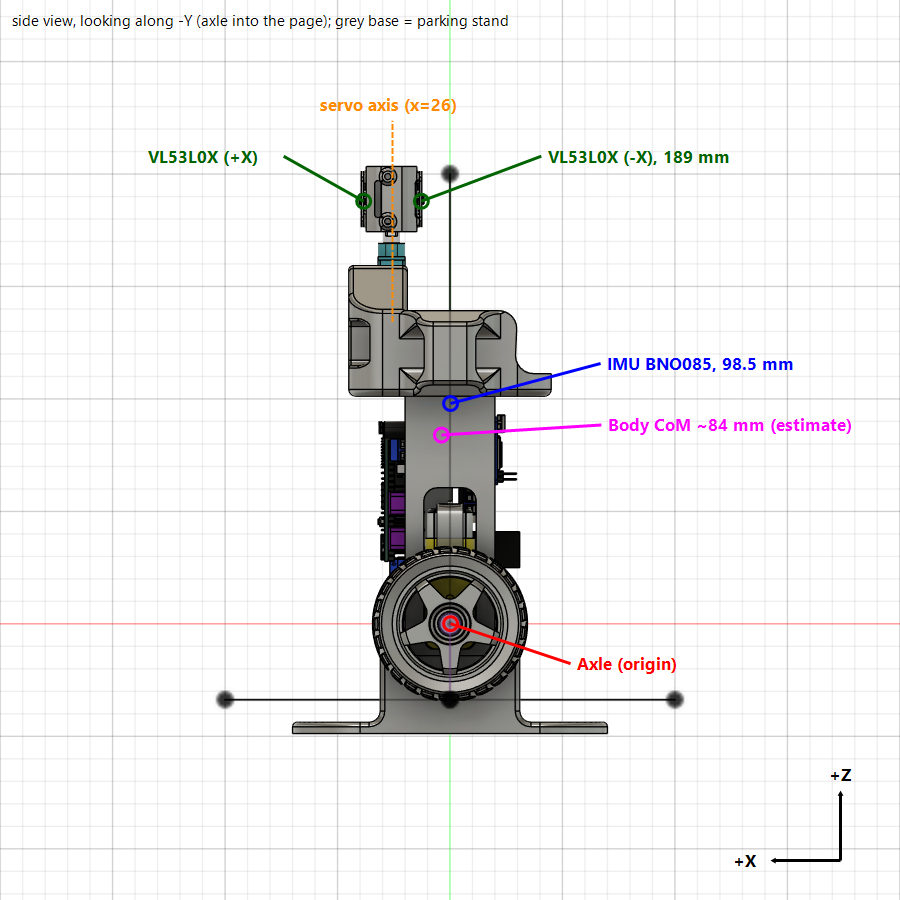 side view, looking along -Y (axle into the page); grey base = parking stand
servo axis (x=26)
VL53L0X (+X)
VL53L0X (-X), 189 mm
IMU BNO085, 98.5 mm
Body CoM ~84 mm (estimate)
Axle (origin)
+Z
+X